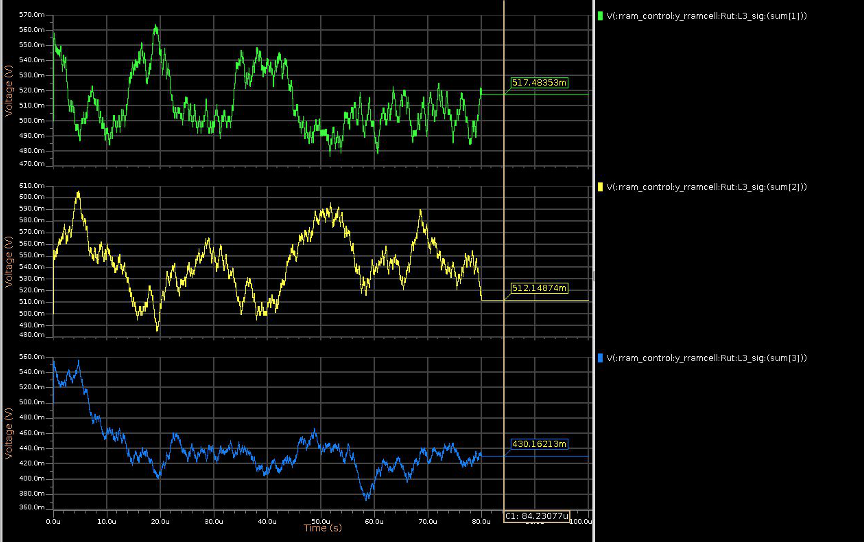 570.0m
560.0m
550.0m
540.0m
530.0m
520.0m
510.0m
500.0m
490.0m
480.0m
470.0m
Voltage (V)
517.48353m
V(:rram_control:y_rramcell:Rut:L3_sig:(sum[1]))
610.0m
600.0m
590.0m
580.0m
570.0m
560.0m
550.0m
540.0m
530.0m
520.0m
510.0m
500.0m
490.0m
480.0m
Voltage (V)
512.14874m
V(:rram_control:y_rramcell:Rut:L3_sig:(sum[2]))
560.0m
540.0m
520.0m
500.0m
480.0m
460.0m
440.0m
420.0m
400.0m
380.0m
360.0m
Voltage (V)
430.16213m
V(:rram_control:y_rramcell:Rut:L3_sig:(sum[3]))
C1: 84.23077u
0.0u 10.0u 20.0u 30.0u 40.0u 50.0u 60.0u 70.0u 80.0u 100.0u
Time (s)